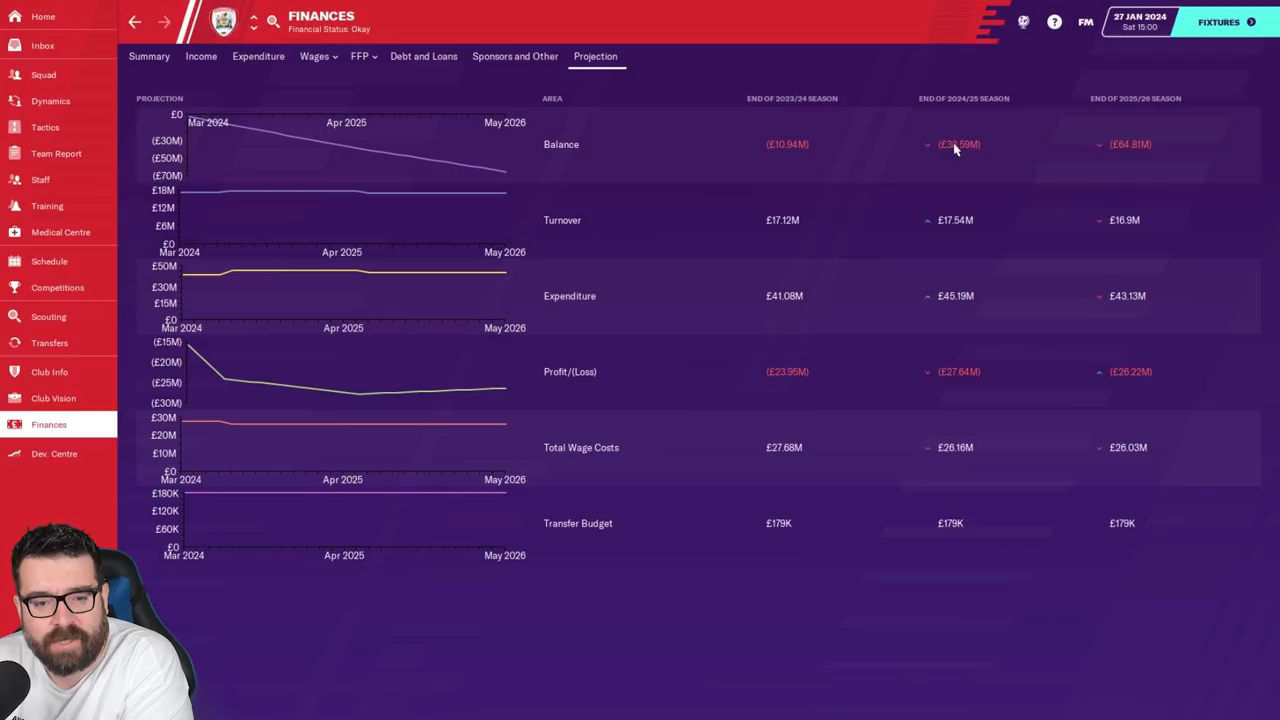 Home
Inbox
Squad
Dynamics
Tactics
Team Report
Staff
Training
Medical Centre
Schedule
Competitions
Scouting
Transfers
Club Info
Club Vision
Finances
Dev. Centre
FINANCES
Financial Status: Okay
FM
27 JAN 2024
Sat 15:00
FIXTURES
Summary Income Expenditure Wages FFP Debt and Loans Sponsors and Other Projection
PROJECTION AREA END OF 2023/24 SEASON END OF 2024/25 SEASON END OF 2025/26 SEASON
£0
(£30M)
(£50M)
(£70M)
Mar 2024 Apr 2025 May 2026
Balance (£10.94M) (£64.81M)
£18M
£12M
£6M
£0
Mar 2024 Apr 2025 May 2026
Turnover £17.12M £17.54M £16.9M
£50M
£30M
£15M
£0
Mar 2024 Apr 2025 May 2026
Expenditure £41.08M £45.19M £43.13M
(£15M)
(£20M)
(£25M)
(£30M)
Profit/(Loss) (£23.95M) (£27.64M) (£26.22M)
£30M
£20M
£10M
£0
Mar 2024 Apr 2025 May 2026
Total Wage Costs £27.68M £26.16M £26.03M
£180K
£120K
£60K
£0
Mar 2024 Apr 2025 May 2026
Transfer Budget £179K £179K £179K